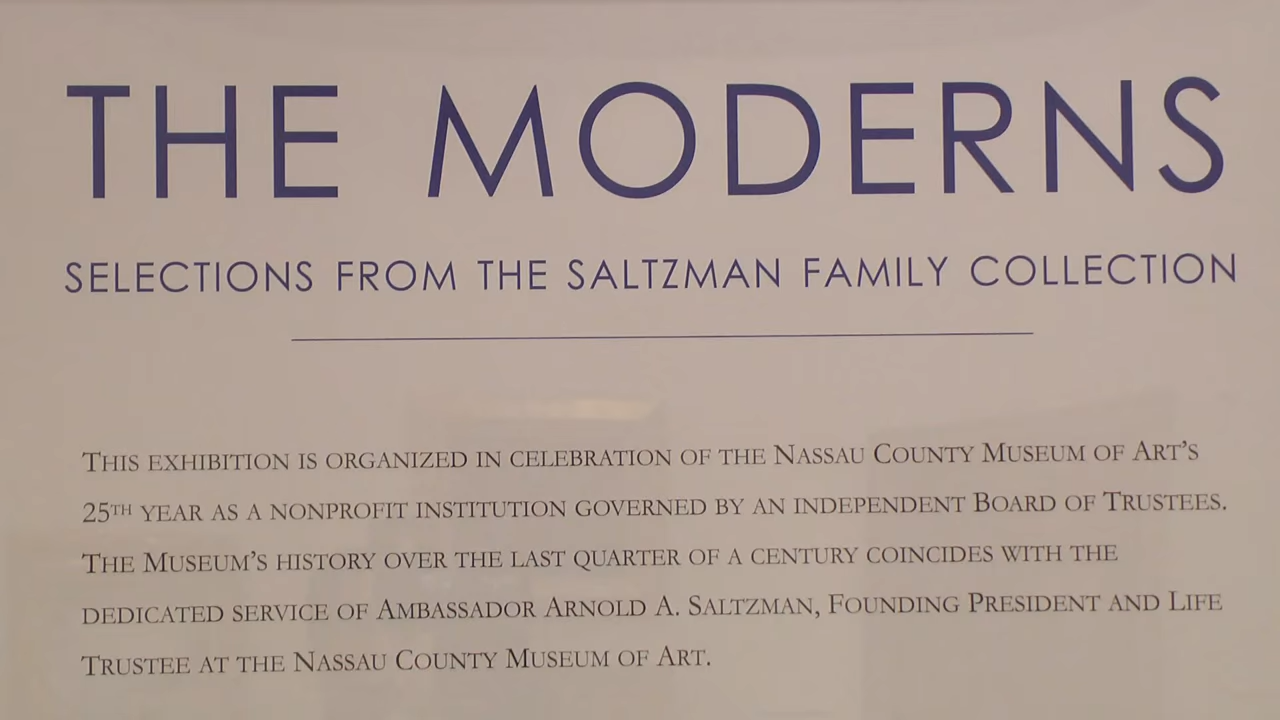 THE MODERNS
SELECTIONS FROM THE SALTZMAN FAMILY COLLECTION
THIS EXHIBITION IS ORGANIZED IN CELEBRATION OF THE NASSAU COUNTY MUSEUM OF ART'S
25TH YEAR AS A NONPROFIT INSTITUTION GOVERNED BY AN INDEPENDENT BOARD OF TRUSTEES.
THE MUSEUM'S HISTORY OVER THE LAST QUARTER OF A CENTURY COINCIDES WITH THE
DEDICATED SERVICE OF AMBASSADOR ARNOLD A. SALTZMAN, FOUNDING PRESIDENT AND LIFE
TRUSTEE AT THE NASSAU COUNTY MUSEUM OF ART.